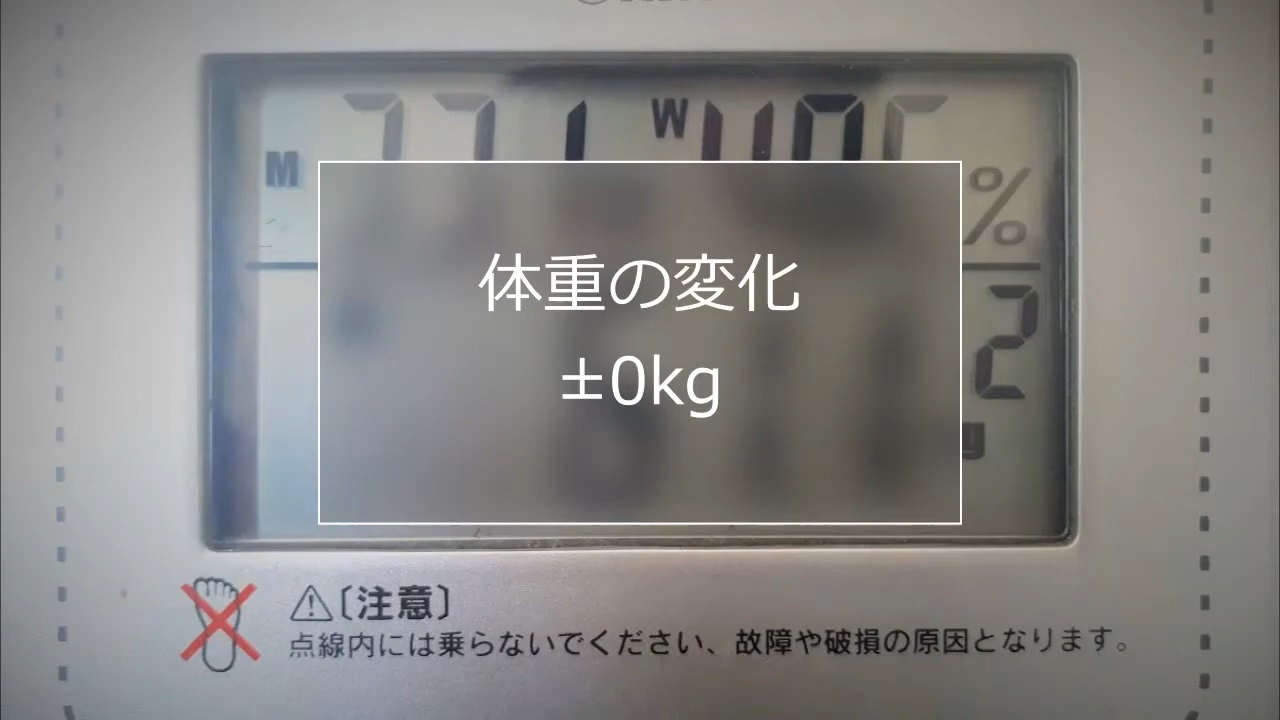 M
W
%
体重の変化
±0kg
2
⚠〔注意〕
点線内には乗らないでください、故障や破損の原因となります。